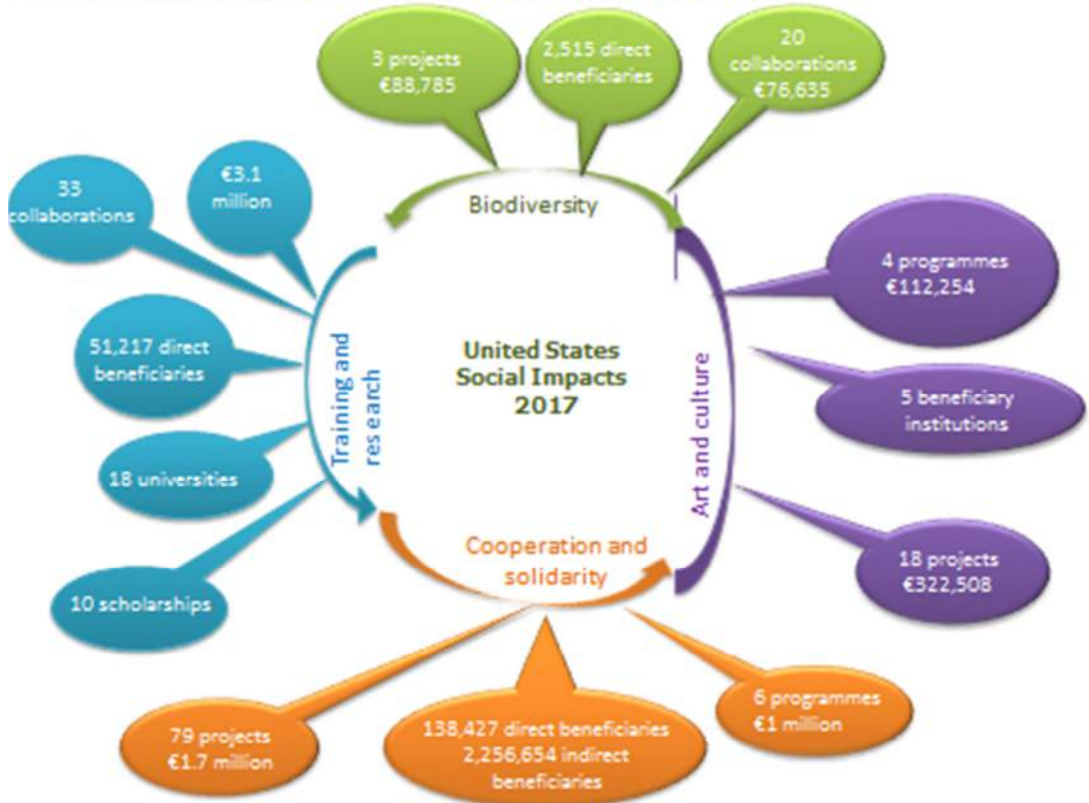 3 projects
€88,785
2,515 direct
beneficiaries
20
collaborations
€76,635
Biodiversity
33
collaborations
€3.1
million
51,217 direct
beneficiaries
18 universities
10 scholarships
Training and
research
United States
Social Impacts
2017
Art and culture
4 programmes
€112,254
5 beneficiary
institutions
18 projects
€322,508
Cooperation and
solidarity
79 projects
€1.7 million
138,427 direct beneficiaries
2,256,654 indirect
beneficiaries
6 programmes
€1 million